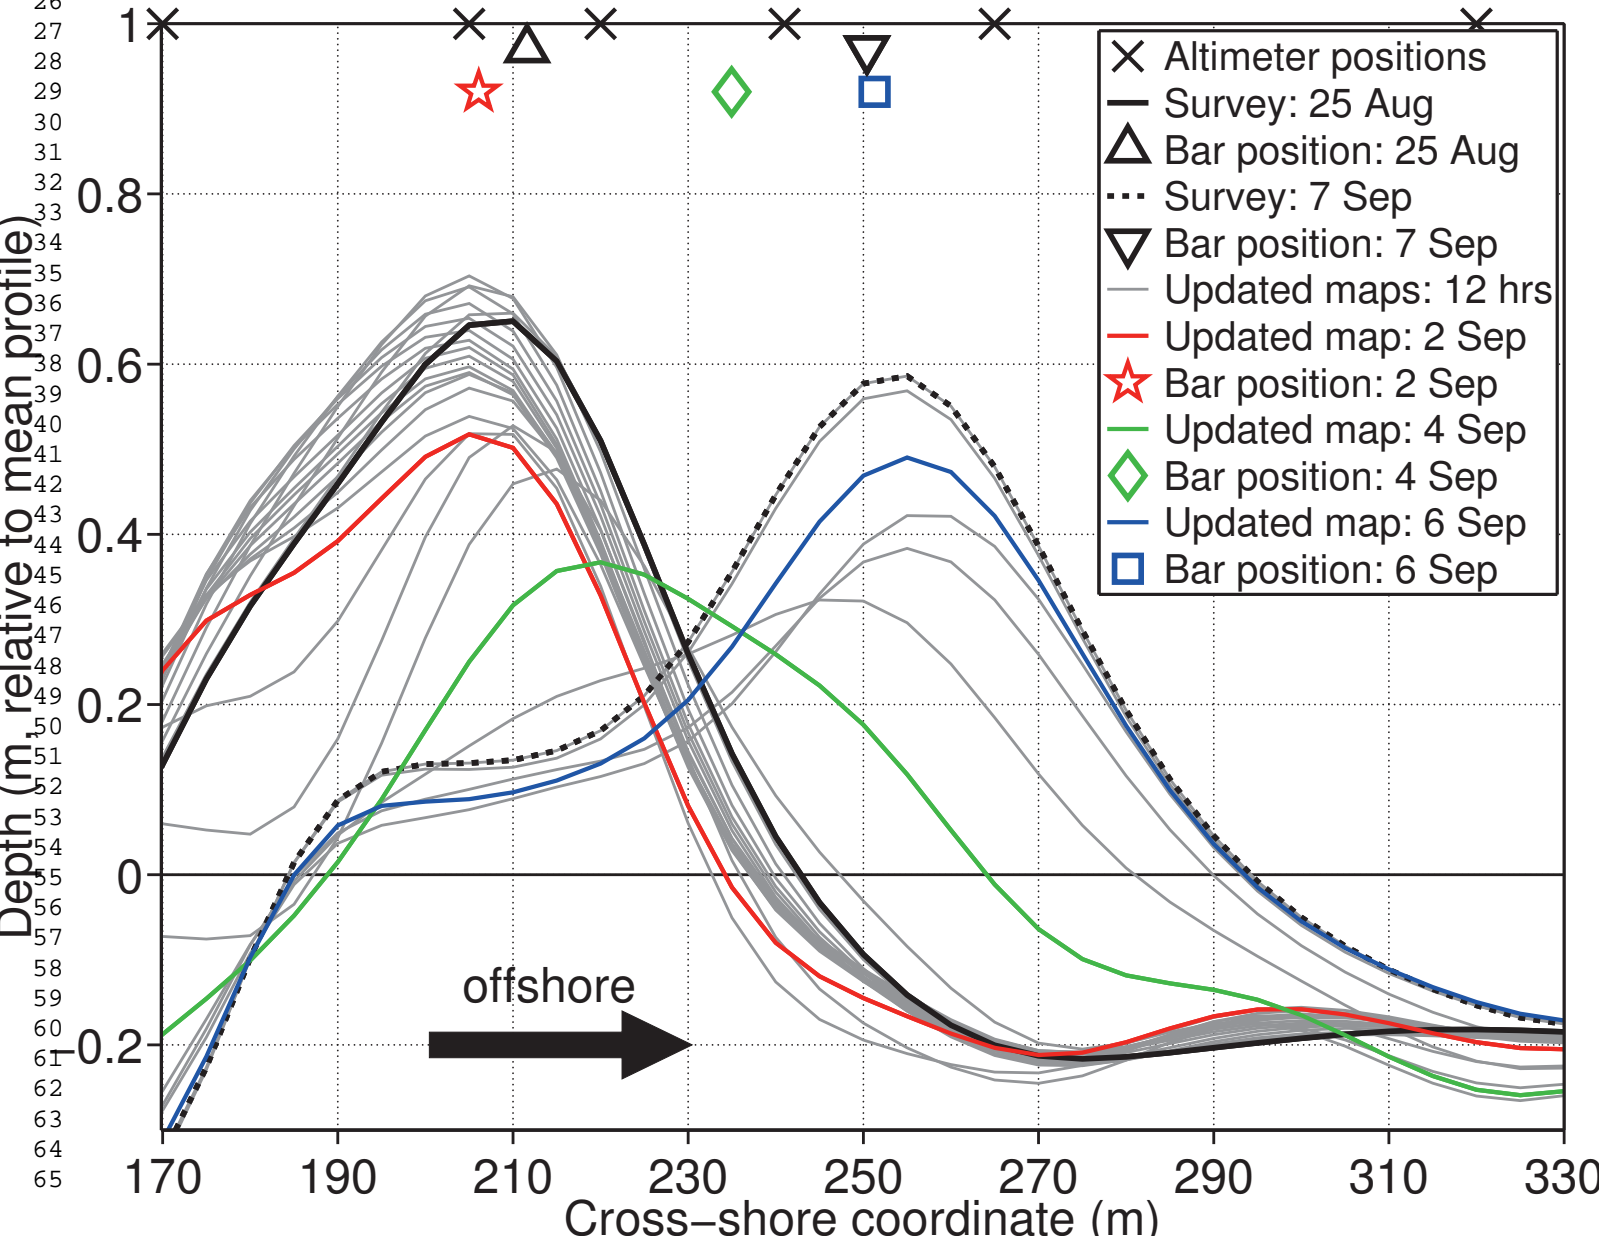 26
27
28
29
30
31
32
33
34
35
36
37
38
39
40
41
42
43
44
45
46
47
48
49
50
51
52
53
54
55
56
57
58
59
60
61
62
63
64
65
Depth (m, relative to mean profile)
1
0.8
0.6
0.4
0.2
0
−0.2
Altimeter positions
Survey: 25 Aug
Bar position: 25 Aug
Survey: 7 Sep
Bar position: 7 Sep
Updated maps: 12 hrs
Updated map: 2 Sep
Bar position: 2 Sep
Updated map: 4 Sep
Bar position: 4 Sep
Updated map: 6 Sep
Bar position: 6 Sep
offshore
170 190 210 230 250 270 290 310 330
Cross−shore coordinate (m)